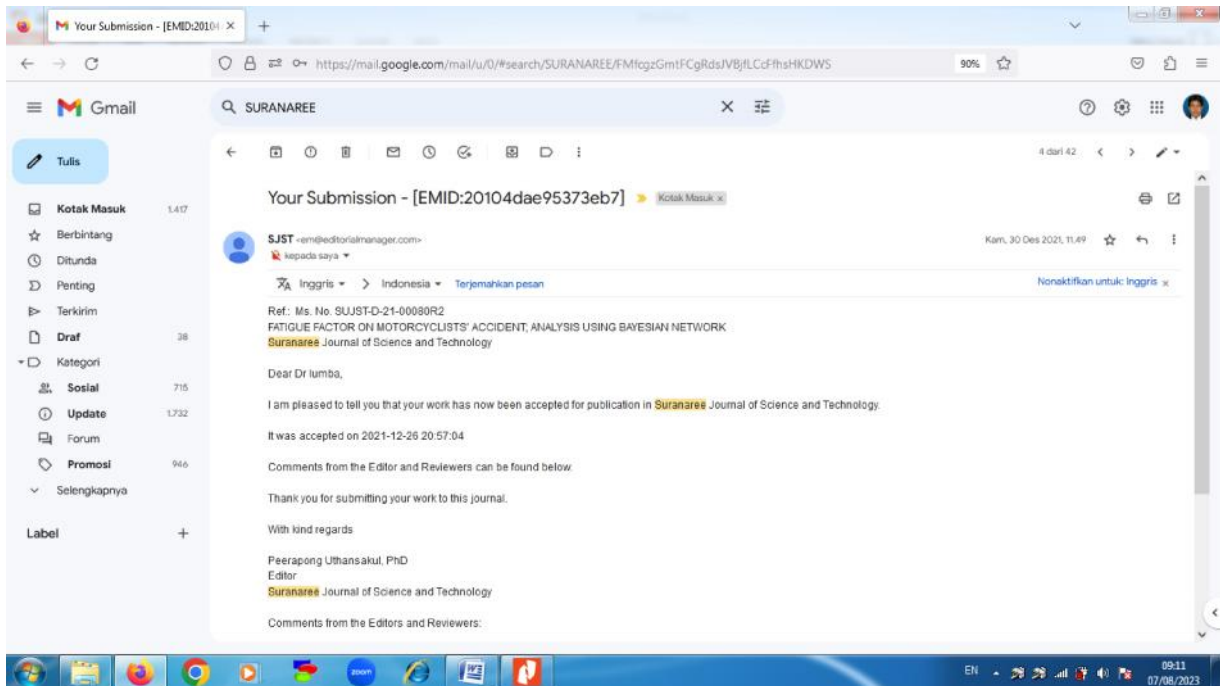 Your Submission - [EMID:20104
https://mail.google.com/mail/u/0/#search/SURANAREE/FMfcgzGmtFCgRdsJVBjfLCcFfhsHKDWS
90%
Gmail
SURANAREE
Tulis
4 dari 42
Kotak Masuk 1.417
Berbintang
Ditunda
Penting
Terkirim
Draf 28
Kategori
Sosial 715
Update 1.732
Forum
Promosi 946
Selengkapnya
Label
Your Submission - [EMID:20104dae95373eb7]
Kotak Masuk x
SJST <em@editorialmanager.com>
Kam, 30 Des 2021, 11.49
kepada saya
Inggris Indonesia Terjemahkan pesan
Nonaktifkan untuk: Inggris x
Ref.: Ms. No. SUJST-D-21-00080R2
FATIGUE FACTOR ON MOTORCYCLISTS' ACCIDENT; ANALYSIS USING BAYESIAN NETWORK
Suranaree Journal of Science and Technology
Dear Dr lumba,
I am pleased to tell you that your work has now been accepted for publication in Suranaree Journal of Science and Technology.
It was accepted on 2021-12-26 20:57:04
Comments from the Editor and Reviewers can be found below.
Thank you for submitting your work to this journal.
With kind regards
Peerapong Uthansakul, PhD
Editor
Suranaree Journal of Science and Technology
Comments from the Editors and Reviewers:
zoom
EN
09:11
07/08/2023